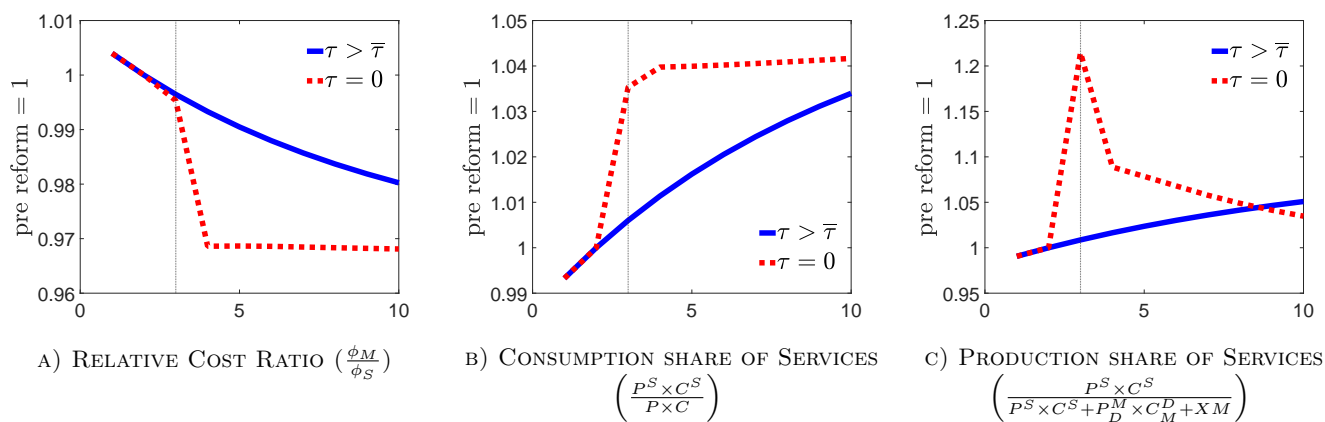 1.01
1
0.99
0.98
0.97
0.96
pre reform = 1
τ > τ̅
τ = 0
0 5 10
A) RELATIVE COST RATIO (ϕ_M/ϕ_S)
1.05
1.04
1.03
1.02
1.01
1
0.99
pre reform = 1
τ > τ̅
τ = 0
0 5 10
B) CONSUMPTION SHARE OF SERVICES
(P^S × C^S / P × C)
1.25
1.2
1.15
1.1
1.05
1
0.95
pre reform = 1
τ > τ̅
τ = 0
0 5 10
C) PRODUCTION SHARE OF SERVICES
(P^S × C^S / P^S × C^S + P_D^M × C_M^D + XM)